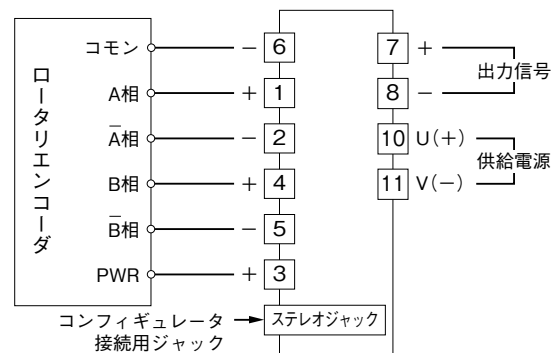 ロータリエンコーダ
コモン － 6
A相 ＋ 1
A̅相 － 2
B相 ＋ 4
B̅相 － 5
PWR ＋ 3
7 ＋
8 －
出力信号
10 U(＋)
11 V(－)
供給電源
コンフィギュレータ
接続用ジャック
ステレオジャック